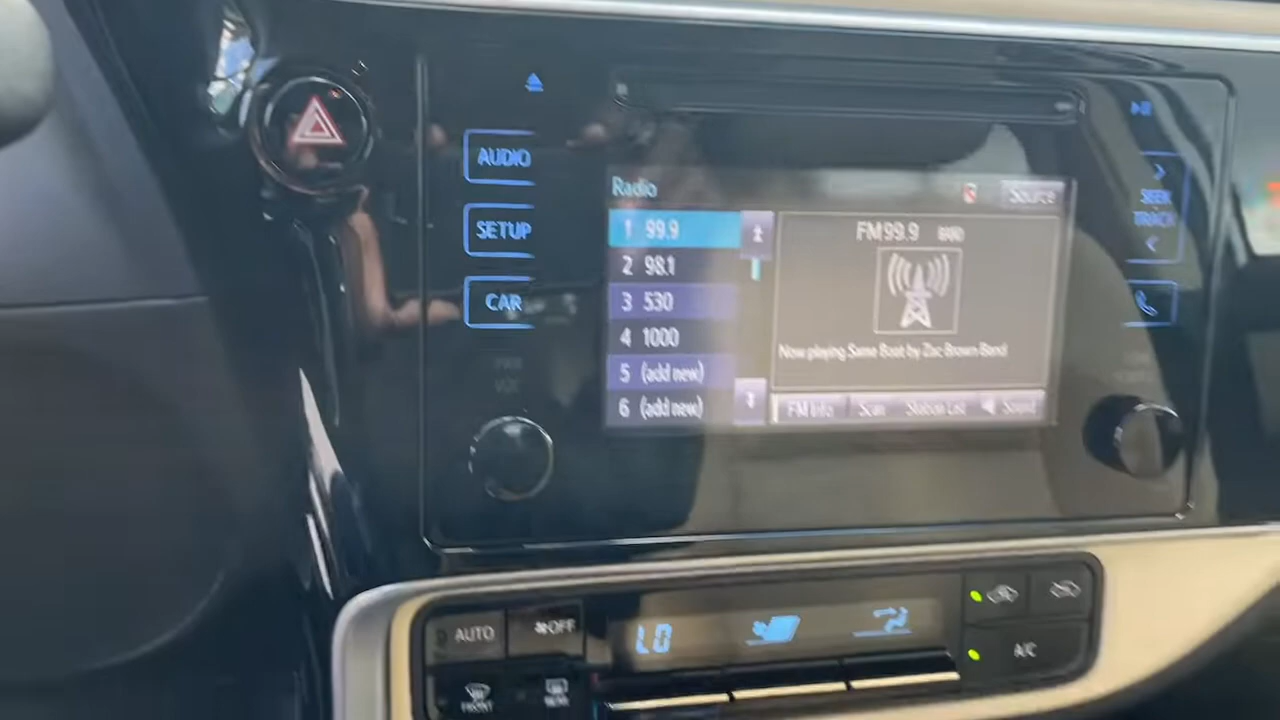 AUDIO
SETUP
CAR
SEEK
TRACK
Radio
Source
1 99.9
2 98.1
3 530
4 1000
5 (add new)
6 (add new)
FM 99.9
Now playing Same Boat by Zac Brown Band
FM Info
Scan
Station List
Sound
AUTO
OFF
LO
A/C
FRONT